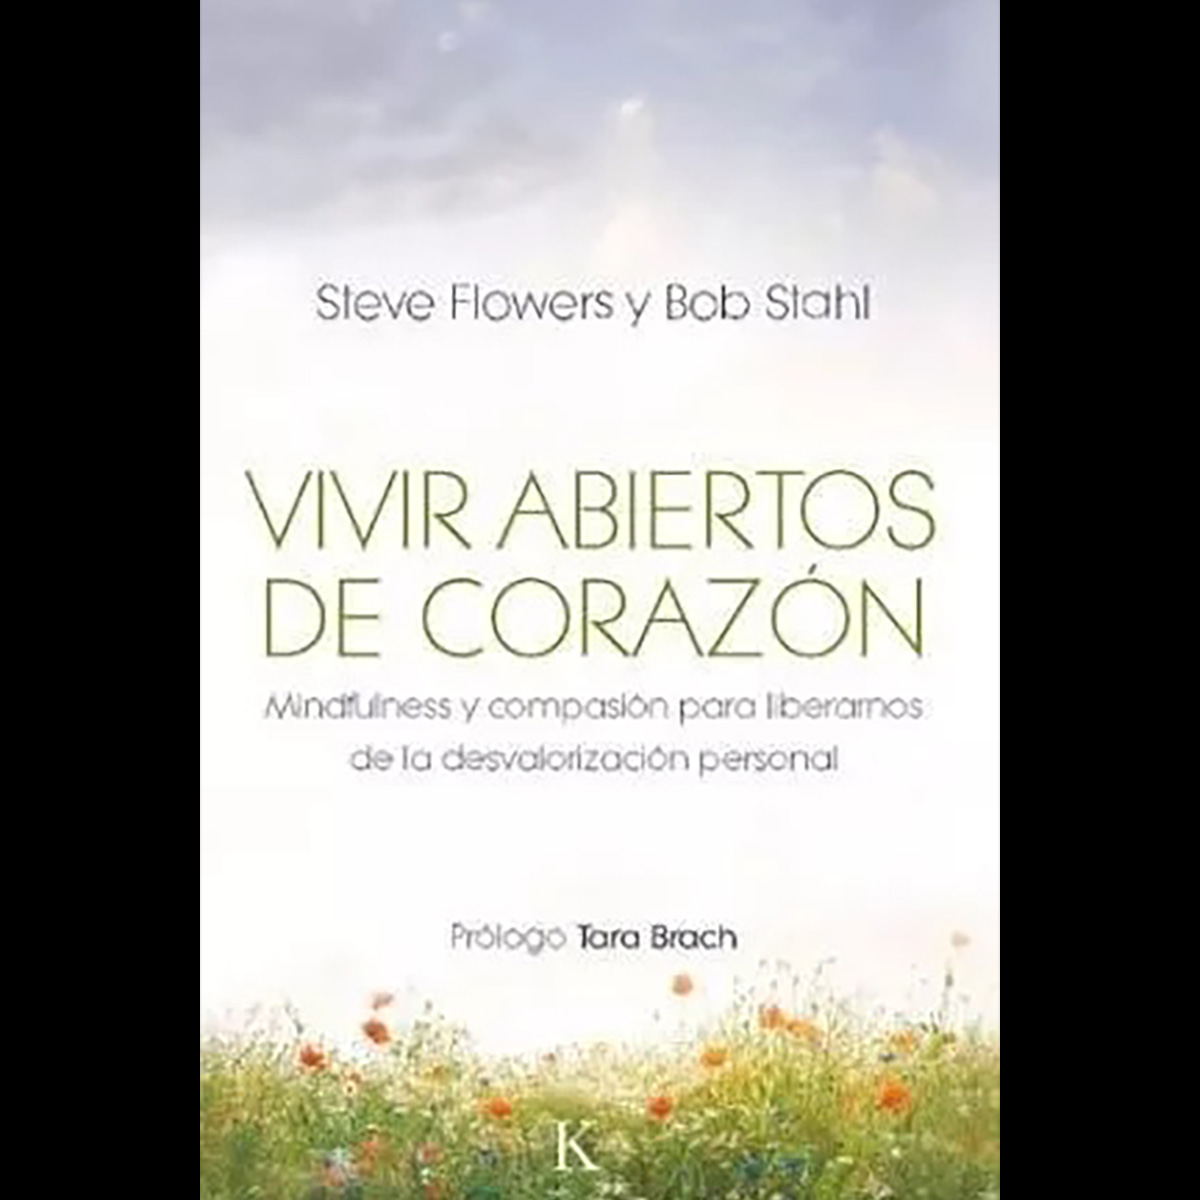 Steve Flowers y Bob Stahl
VIVIR ABIERTOS
DE CORAZÓN
Mindfulness y compasión para liberarnos
de la desvalorización personal
Prólogo Tara Brach
K